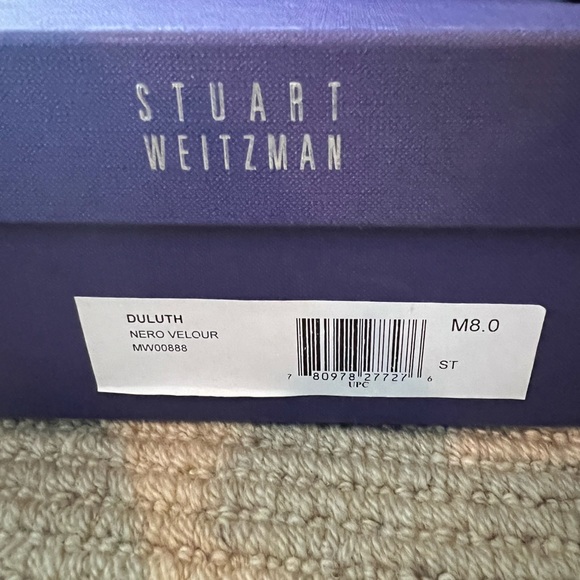 STUART
WEITZMAN
DULUTH
NERO VELOUR
MW00888
7 80978 27727 6
UPC
M8.0
ST